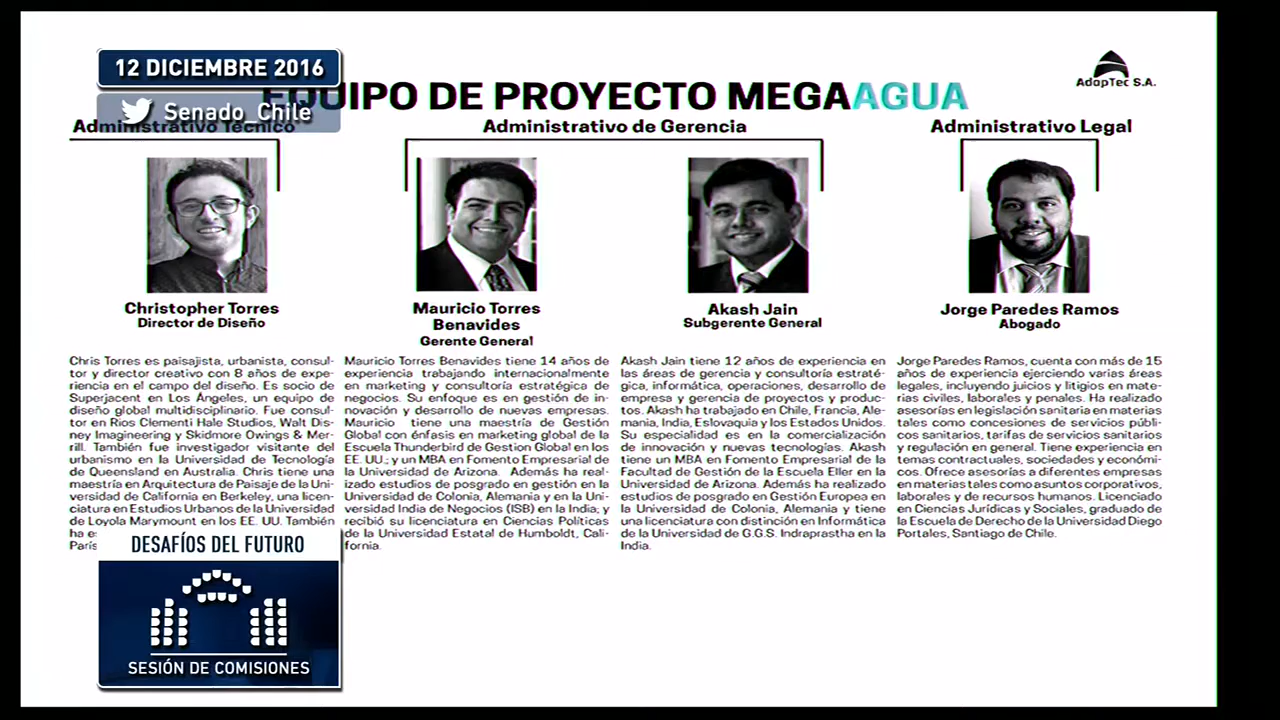 12 DICIEMBRE 2016
Senado_Chile
EQUIPO DE PROYECTO MEGAAGUA
AdopTec S.A.
Administrativo Técnico
Administrativo de Gerencia
Administrativo Legal
Christopher Torres
Director de Diseño
Chris Torres es paisajista, urbanista, consul-
tor y director creativo con 8 años de expe-
riencia en el campo del diseño. Es socio de
Superjacent en Los Ángeles, un equipo de
diseño global multidisciplinario. Fue consul-
tor en Rios Clementi Hale Studios, Walt Dis-
ney Imagineering y Skidmore Owings & Mer-
rill. También fue investigador visitante del
urbanismo en la Universidad de Tecnología
de Queensland en Australia. Chris tiene una
maestría en Arquitectura de Paisaje de la Uni-
versidad de California en Berkeley, una licen-
ciatura en Estudios Urbanos de la Universidad
de Loyola Marymount en los EE. UU. También
ha
París
Mauricio Torres
Benavides
Gerente General
Mauricio Torres Benavides tiene 14 años de
experiencia trabajando internacionalmente
en marketing y consultoría estratégica de
negocios. Su enfoque es en gestión de in-
novación y desarrollo de nuevas empresas.
Mauricio tiene una maestría de Gestión
Global con énfasis en marketing global de la
Escuela Thunderbird de Gestion Global en los
EE. UU.; y un MBA en Fomento Empresarial de
la Universidad de Arizona. Además ha real-
izado estudios de posgrado en gestión en la
Universidad de Colonia, Alemania y en la Uni-
versidad India de Negocios (ISB) en la India; y
recibió su licenciatura en Ciencias Políticas
de la Universidad Estatal de Humboldt, Cali-
fornia.
Akash Jain
Subgerente General
Akash Jain tiene 12 años de experiencia en
las áreas de gerencia y consultoría estraté-
gica, informática, operaciones, desarrollo de
empresa y gerencia de proyectos y produc-
tos. Akash ha trabajado en Chile, Francia, Ale-
mania, India, Eslovaquia y los Estados Unidos.
Su especialidad es en la comercialización
de innovación y nuevas tecnologías. Akash
tiene un MBA en Fomento Empresarial de la
Facultad de Gestión de la Escuela Eller en la
Universidad de Arizona. Además ha realizado
estudios de posgrado en Gestión Europea en
la Universidad de Colonia, Alemania y tiene
una licenciatura con distinción en Informática
de la Universidad de G.G.S. Indraprastha en la
India.
Jorge Paredes Ramos
Abogado
Jorge Paredes Ramos, cuenta con más de 15
años de experiencia ejerciendo varias áreas
legales, incluyendo juicios y litigios en mate-
rias civiles, laborales y penales. Ha realizado
asesorías en legislación sanitaria en materias
tales como concesiones de servicios públi-
cos sanitarios, tarifas de servicios sanitarios
y regulación en general. Tiene experiencia en
temas contractuales, sociedades y económi-
cos. Ofrece asesorías a diferentes empresas
en materias tales como asuntos corporativos,
laborales y de recursos humanos. Licenciado
en Ciencias Jurídicas y Sociales, graduado de
la Escuela de Derecho de la Universidad Diego
Portales, Santiago de Chile.
DESAFÍOS DEL FUTURO
SESIÓN DE COMISIONES